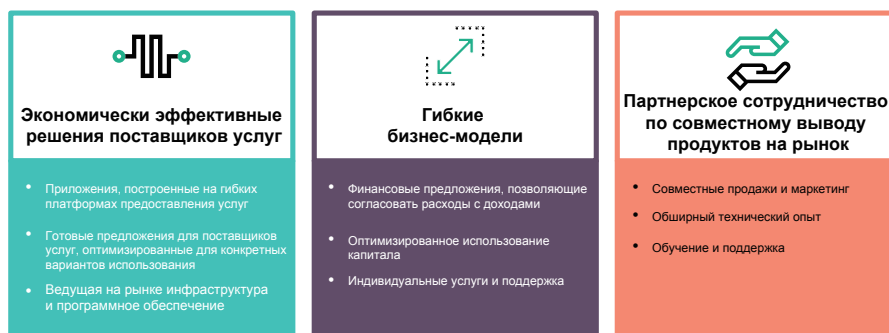 Экономически эффективные
решения поставщиков услуг
• Приложения, построенные на гибких
платформах предоставления услуг
• Готовые предложения для поставщиков
услуг, оптимизированные для конкретных
вариантов использования
• Ведущая на рынке инфраструктура
и программное обеспечение
Гибкие
бизнес-модели
• Финансовые предложения, позволяющие
согласовать расходы с доходами
• Оптимизированное использование
капитала
• Индивидуальные услуги и поддержка
Партнерское сотрудничество
по совместному выводу
продуктов на рынок
• Совместные продажи и маркетинг
• Обширный технический опыт
• Обучение и поддержка